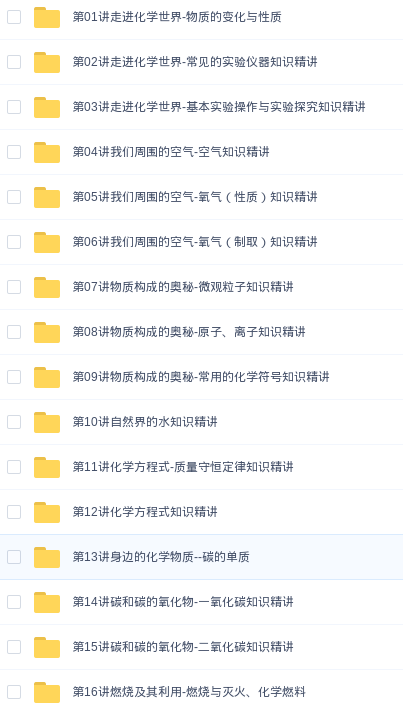 第01讲走进化学世界-物质的变化与性质
第02讲走进化学世界-常见的实验仪器知识精讲
第03讲走进化学世界-基本实验操作与实验探究知识精讲
第04讲我们周围的空气-空气知识精讲
第05讲我们周围的空气-氧气（性质）知识精讲
第06讲我们周围的空气-氧气（制取）知识精讲
第07讲物质构成的奥秘-微观粒子知识精讲
第08讲物质构成的奥秘-原子、离子知识精讲
第09讲物质构成的奥秘-常用的化学符号知识精讲
第10讲自然界的水知识精讲
第11讲化学方程式-质量守恒定律知识精讲
第12讲化学方程式知识精讲
第13讲身边的化学物质--碳的单质
第14讲碳和碳的氧化物-一氧化碳知识精讲
第15讲碳和碳的氧化物-二氧化碳知识精讲
第16讲燃烧及其利用-燃烧与灭火、化学燃料